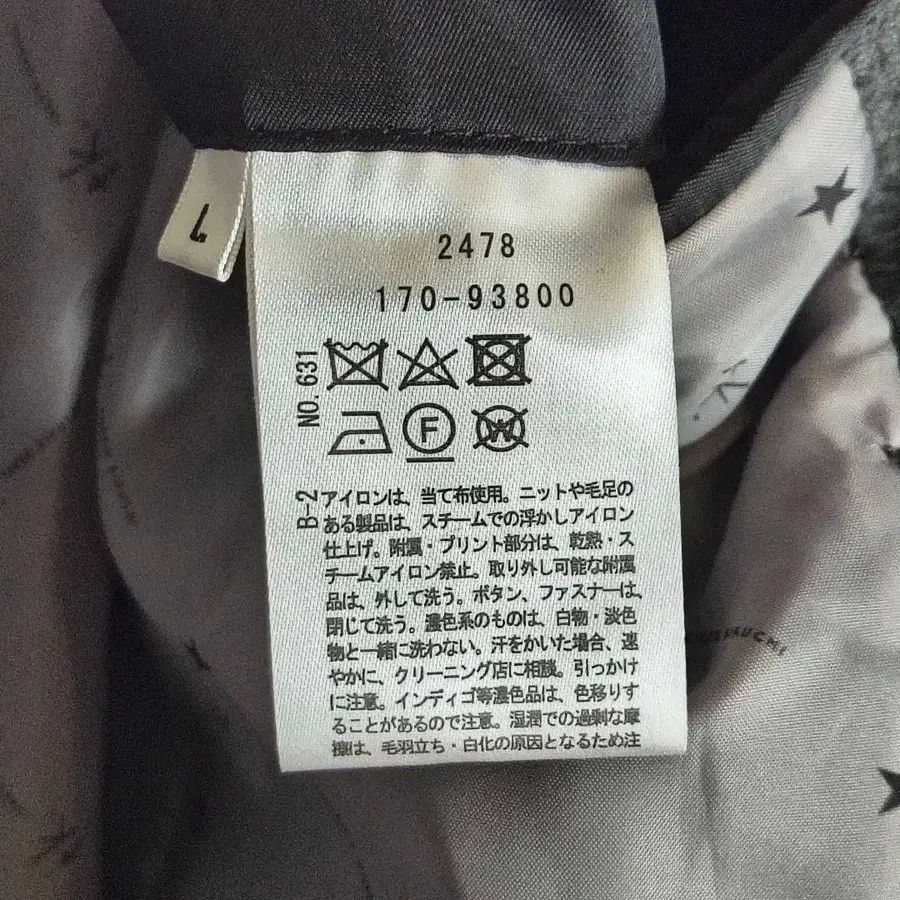 L
2478
170-93800
NO. 631
F
W
B-2
アイロンは、当て布使用。ニットや毛足の
ある製品は、スチームでの浮かしアイロン
仕上げ。附属・プリント部分は、乾熱・ス
チームアイロン禁止。取り外し可能な附属
品は、外して洗う。ボタン、ファスナーは、
閉じて洗う。濃色系のものは、白物・淡色
物と一緒に洗わない。汗をかいた場合、速
やかに、クリーニング店に相談。引っかけ
に注意。インディゴ等濃色品は、色移りす
ることがあるので注意。湿潤での過剰な摩
擦は、毛羽立ち・白化の原因となるため注